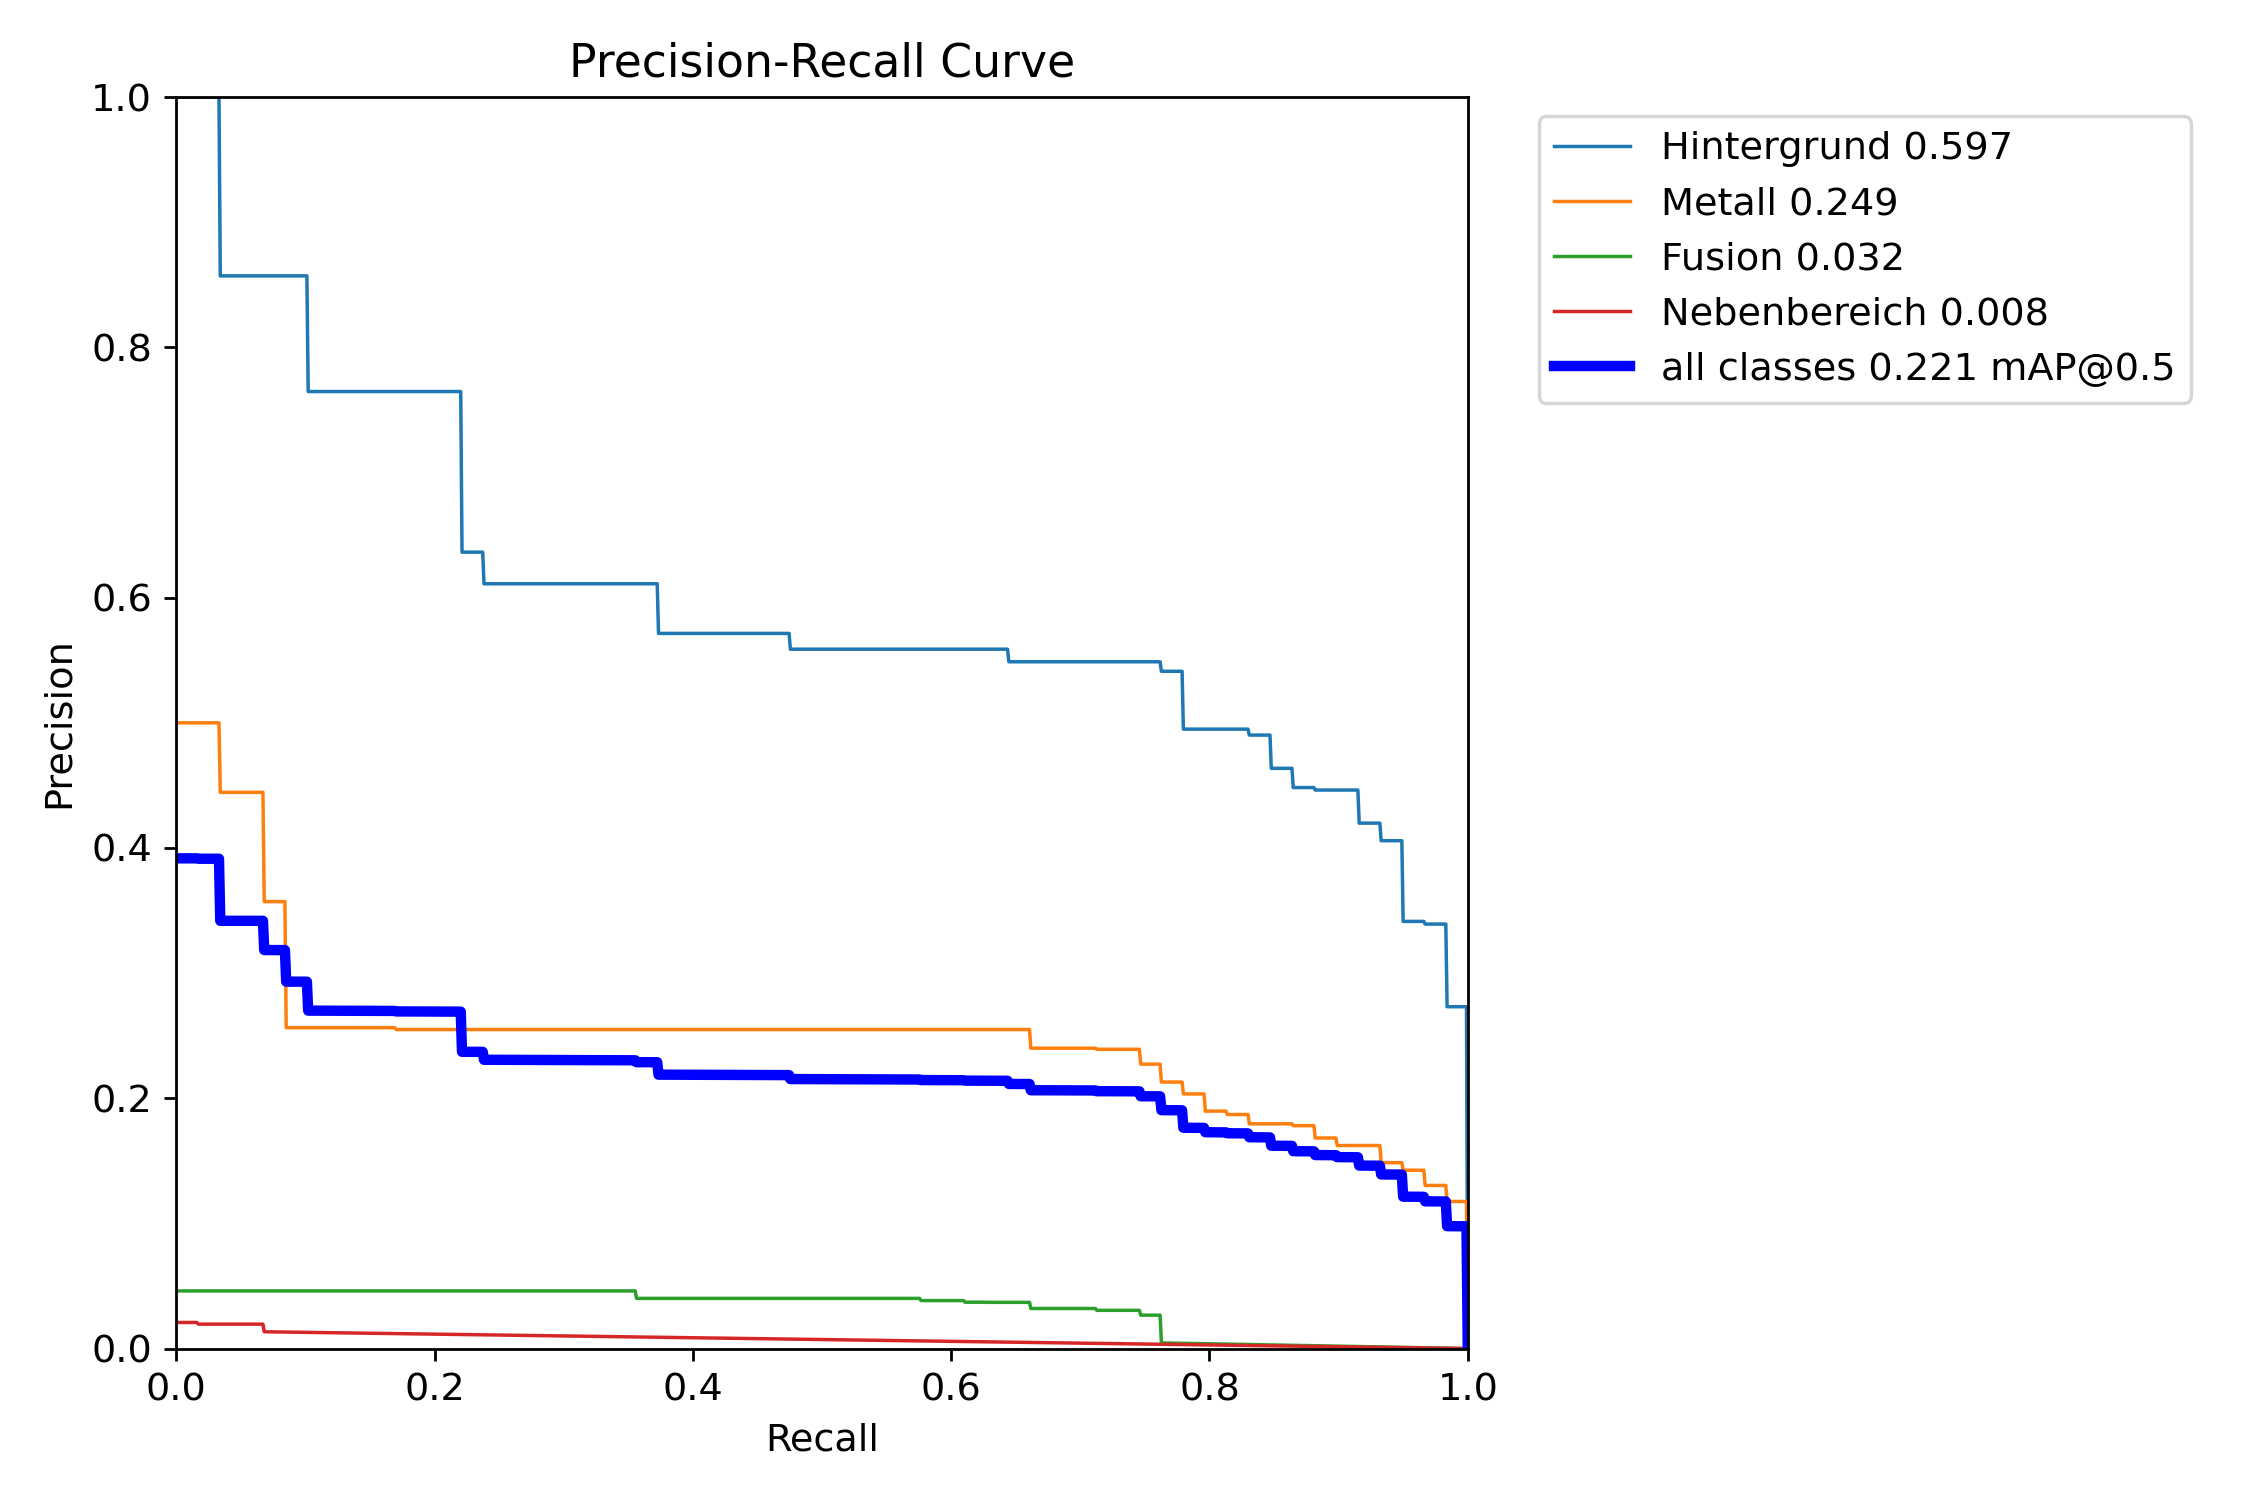 Precision-Recall Curve
1.0
0.8
0.6
0.4
0.2
0.0
Precision
0.0 0.2 0.4 0.6 0.8 1.0
Recall
Hintergrund 0.597
Metall 0.249
Fusion 0.032
Nebenbereich 0.008
all classes 0.221 mAP@0.5